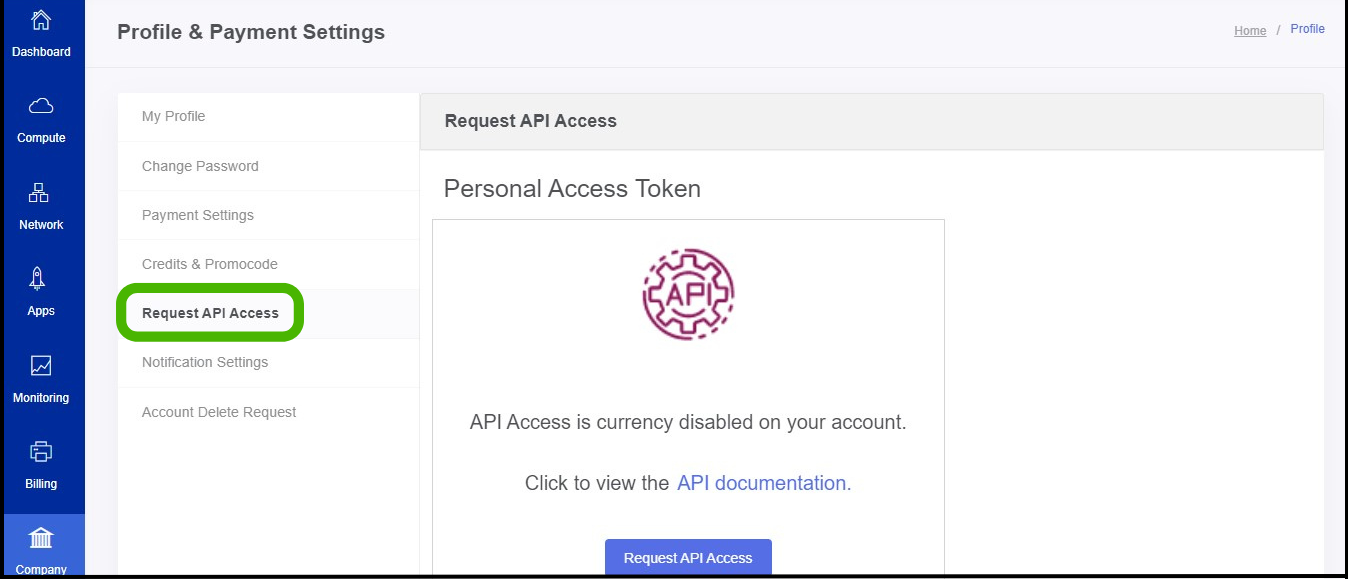 Dashboard
Compute
Network
Apps
Monitoring
Billing
Company
Profile & Payment Settings
Home / Profile
My Profile
Change Password
Payment Settings
Credits & Promocode
Request API Access
Notification Settings
Account Delete Request
Request API Access
Personal Access Token
API
API Access is currency disabled on your account.
Click to view the API documentation.
Request API Access